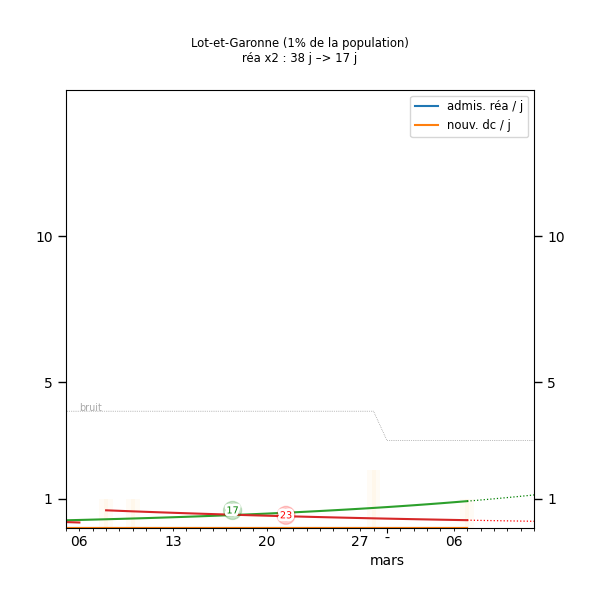 Lot-et-Garonne (1% de la population)
réa x2 : 38 j –> 17 j
admis. réa / j
nouv. dc / j
10
10
5
5
bruit
1
1
17
23
06
13
20
27
-
06
mars